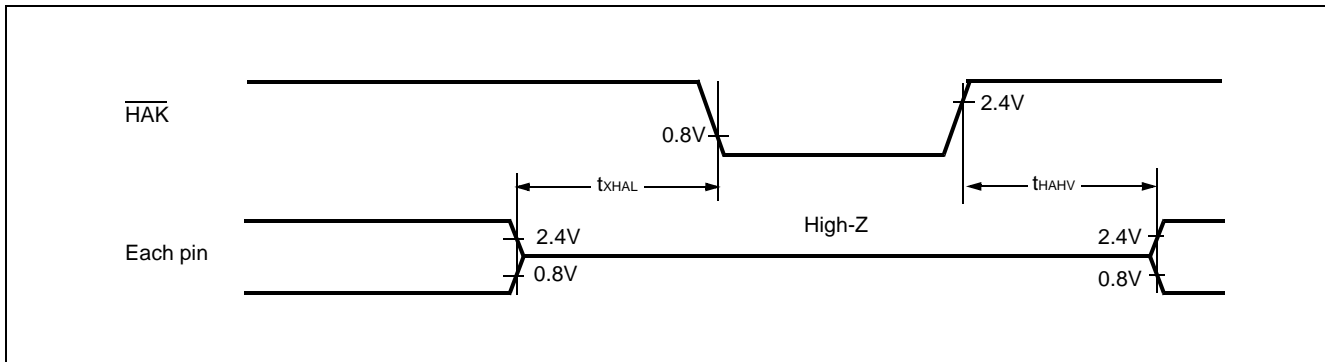 HAK
2.4V
0.8V
tXHAL
tHAHV
High-Z
Each pin
2.4V
2.4V
0.8V
0.8V